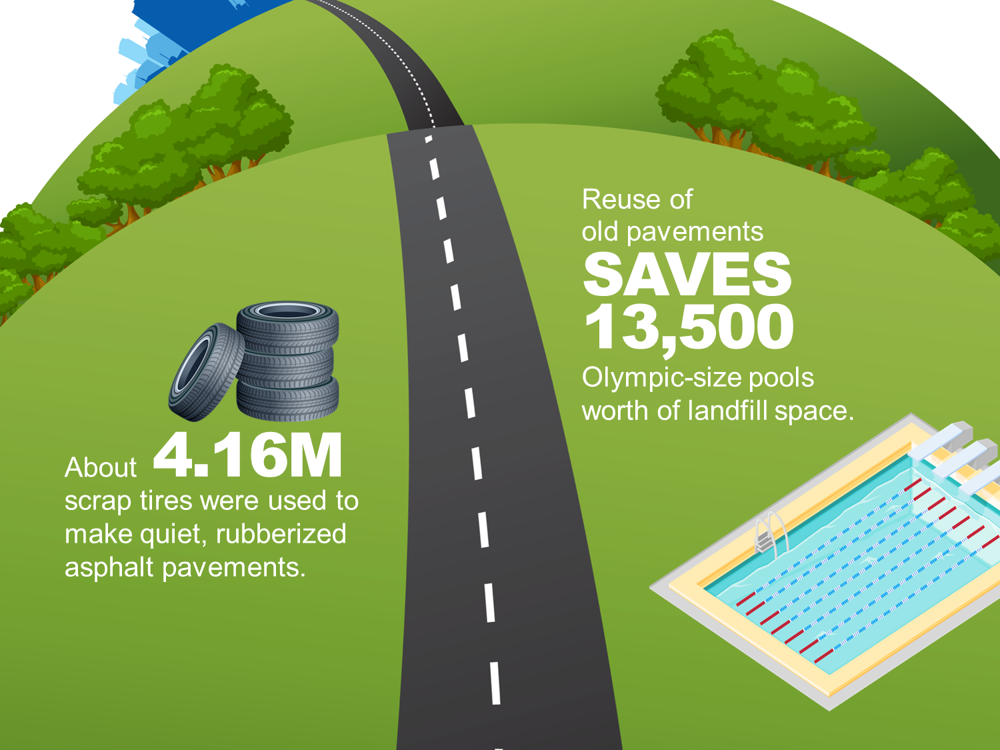 About 4.16M
scrap tires were used to
make quiet, rubberized
asphalt pavements.
Reuse of
old pavements
SAVES
13,500
Olympic-size pools
worth of landfill space.